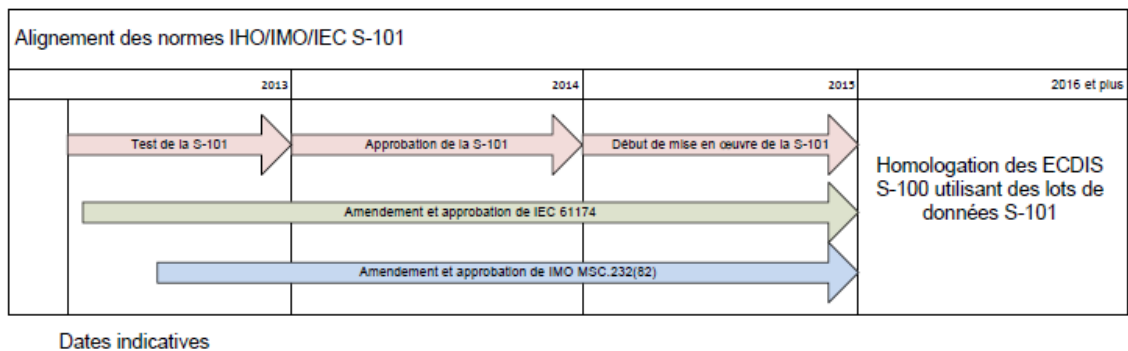 Alignement des normes IHO/IMO/IEC S-101
2013
2014
2015
2016 et plus
Test de la S-101
Approbation de la S-101
Début de mise en œuvre de la S-101
Amendement et approbation de IEC 61174
Amendement et approbation de IMO MSC.232(82)
Homologation des ECDIS
S-100 utilisant des lots de
données S-101
Dates indicatives